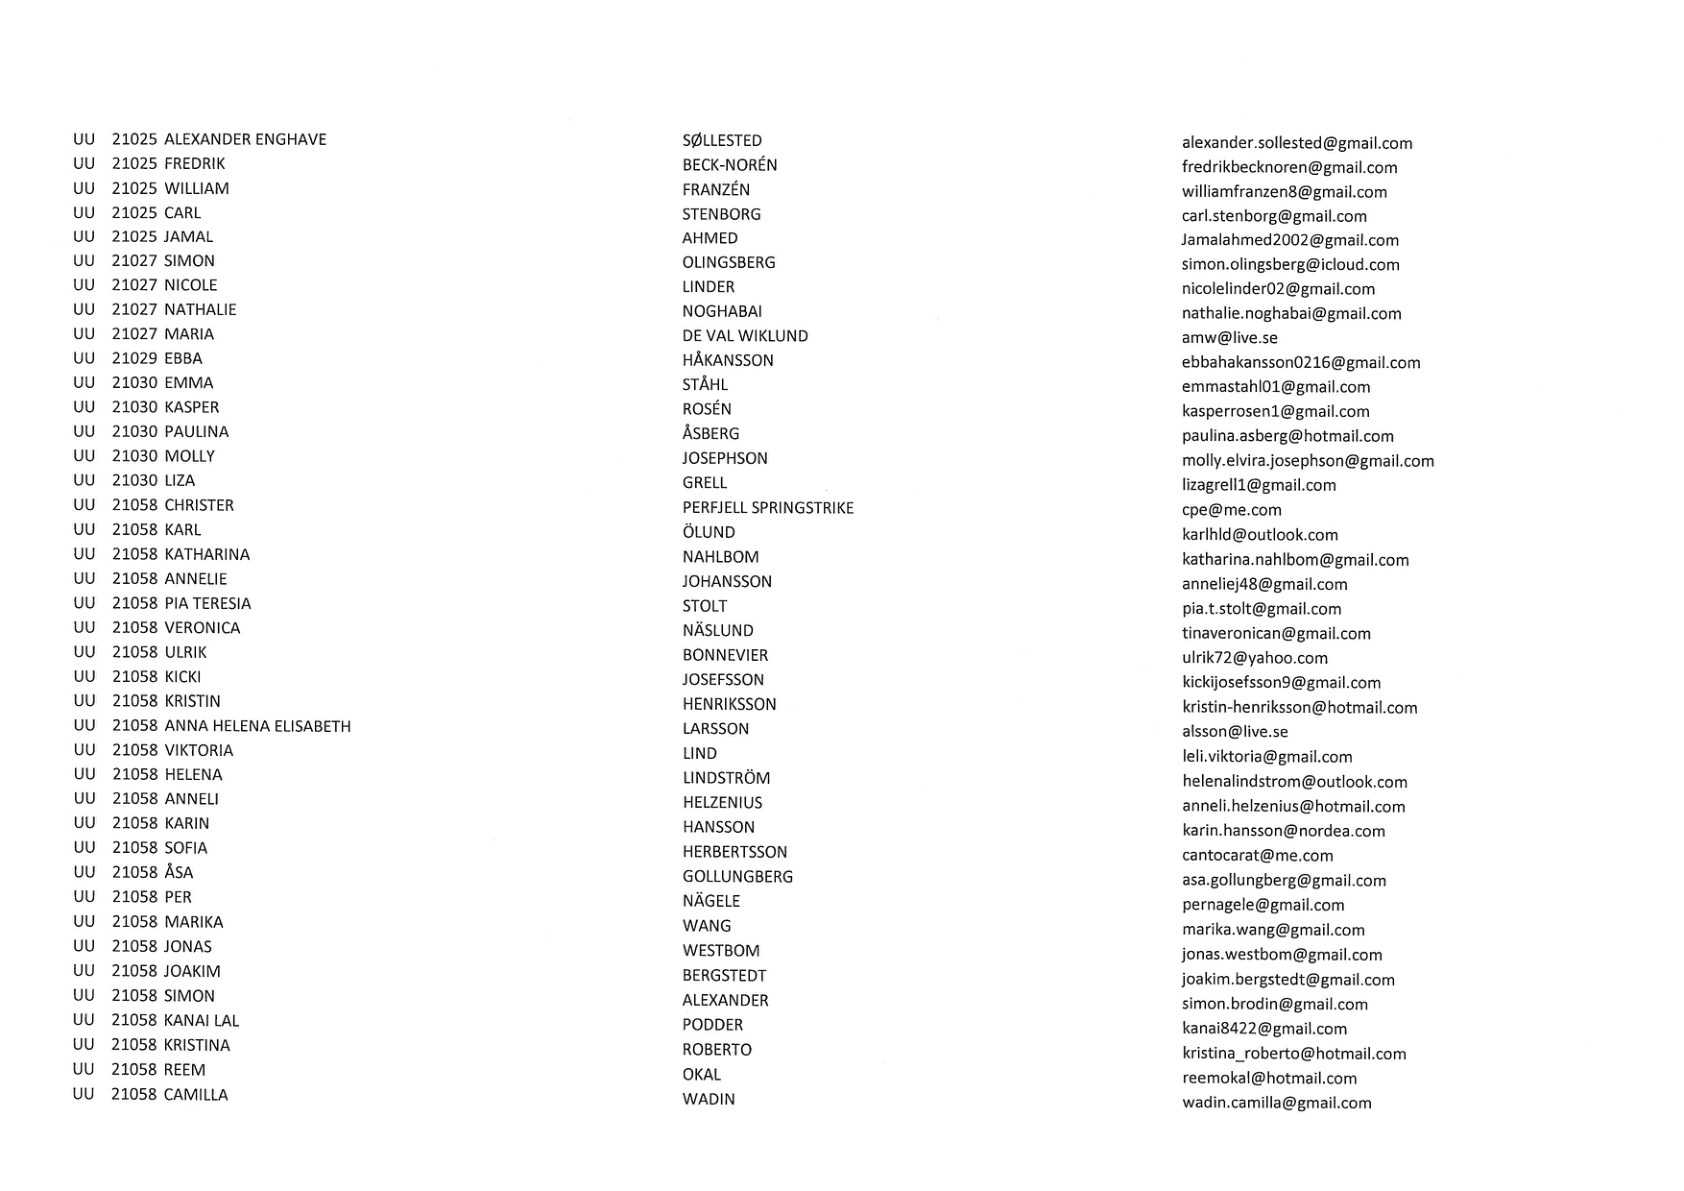 UU 21025 ALEXANDER ENGHAVE SØLLESTED alexander.sollested@gmail.com
UU 21025 FREDRIK BECK-NORÉN fredrikbecknoren@gmail.com
UU 21025 WILLIAM FRANZÉN williamfranzen8@gmail.com
UU 21025 CARL STENBORG carl.stenborg@gmail.com
UU 21025 JAMAL AHMED Jamalahmed2002@gmail.com
UU 21027 SIMON OLINGSBERG simon.olingsberg@icloud.com
UU 21027 NICOLE LINDER nicolelinder02@gmail.com
UU 21027 NATHALIE NOGHABAI nathalie.noghabai@gmail.com
UU 21027 MARIA DE VAL WIKLUND amw@live.se
UU 21029 EBBA HÅKANSSON ebbahakansson0216@gmail.com
UU 21030 EMMA STÅHL emmastahl01@gmail.com
UU 21030 KASPER ROSÉN kasperrosen1@gmail.com
UU 21030 PAULINA ÅSBERG paulina.asberg@hotmail.com
UU 21030 MOLLY JOSEPHSON molly.elvira.josephson@gmail.com
UU 21030 LIZA GRELL lizagrell1@gmail.com
UU 21058 CHRISTER PERFJELL SPRINGSTRIKE cpe@me.com
UU 21058 KARL ÖLUND karlhld@outlook.com
UU 21058 KATHARINA NAHLBOM katharina.nahlbom@gmail.com
UU 21058 ANNELIE JOHANSSON anneliej48@gmail.com
UU 21058 PIA TERESIA STOLT pia.t.stolt@gmail.com
UU 21058 VERONICA NÄSLUND tinaveronican@gmail.com
UU 21058 ULRIK BONNEVIER ulrik72@yahoo.com
UU 21058 KICKI JOSEFSSON kickijosefsson9@gmail.com
UU 21058 KRISTIN HENRIKSSON kristin-henriksson@hotmail.com
UU 21058 ANNA HELENA ELISABETH LARSSON alsson@live.se
UU 21058 VIKTORIA LIND leli.viktoria@gmail.com
UU 21058 HELENA LINDSTRÖM helenalindstrom@outlook.com
UU 21058 ANNELI HELZENIUS anneli.helzenius@hotmail.com
UU 21058 KARIN HANSSON karin.hansson@nordea.com
UU 21058 SOFIA HERBERTSSON cantocarat@me.com
UU 21058 ÅSA GOLLUNGBERG asa.gollungberg@gmail.com
UU 21058 PER NÄGELE pernagele@gmail.com
UU 21058 MARIKA WANG marika.wang@gmail.com
UU 21058 JONAS WESTBOM jonas.westbom@gmail.com
UU 21058 JOAKIM BERGSTEDT joakim.bergstedt@gmail.com
UU 21058 SIMON ALEXANDER simon.brodin@gmail.com
UU 21058 KANAI LAL PODDER kanai8422@gmail.com
UU 21058 KRISTINA ROBERTO kristina_roberto@hotmail.com
UU 21058 REEM OKAL reemokal@hotmail.com
UU 21058 CAMILLA WADIN wadin.camilla@gmail.com